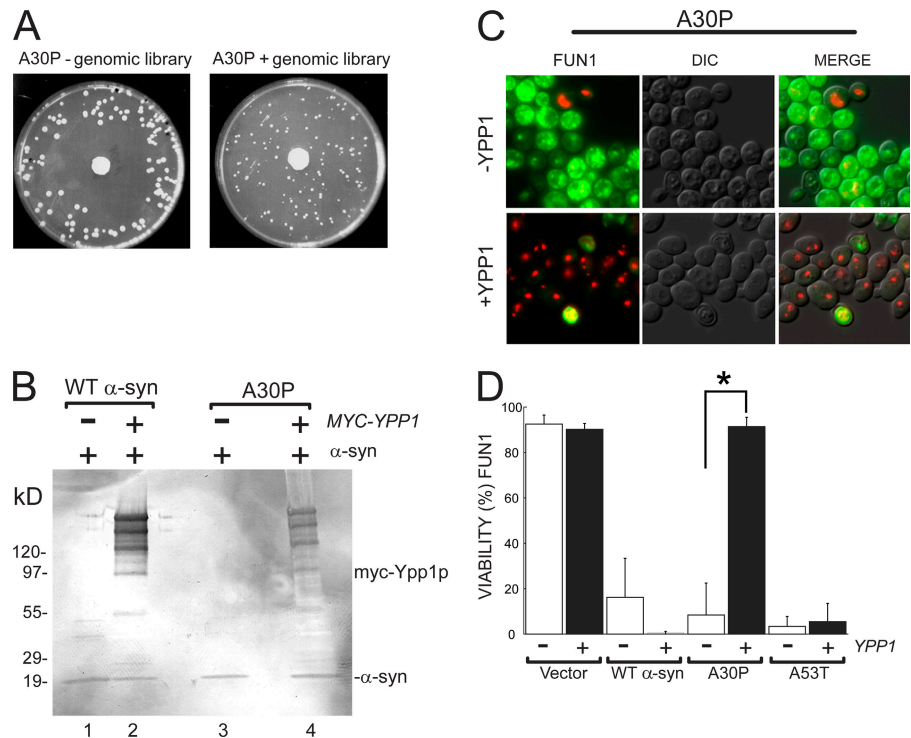 A
A30P - genomic library
A30P + genomic library
B
WT α-syn
A30P
- + - + MYC-YPP1
+ + + + α-syn
kD
120-
97-
55-
29-
19-
myc-Ypp1p
-α-syn
1 2 3 4
C
A30P
FUN1 DIC MERGE
-YPP1
+YPP1
D
*
VIABILITY (%) FUN1
100
80
60
40
20
0
- + - + - + - + YPP1
Vector WT α-syn A30P A53T